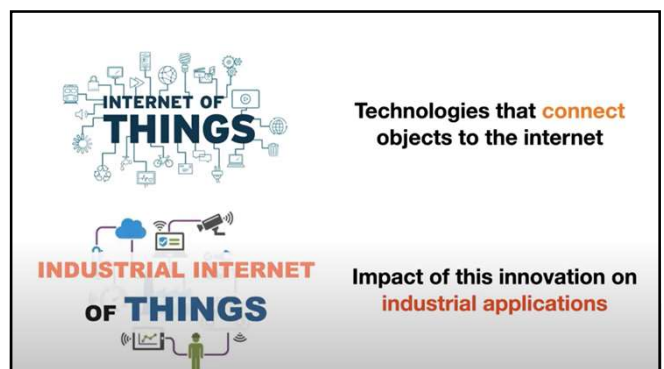 INTERNET OF
THINGS
Technologies that connect
objects to the internet
INDUSTRIAL INTERNET
OF THINGS
Impact of this innovation on
industrial applications